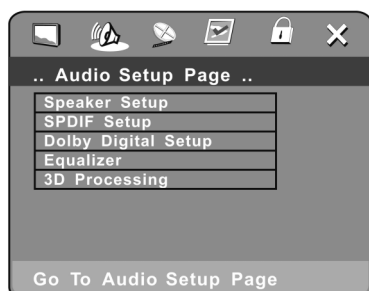 .. Audio Setup Page ..
Speaker Setup
SPDIF Setup
Dolby Digital Setup
Equalizer
3D Processing
Go To Audio Setup Page